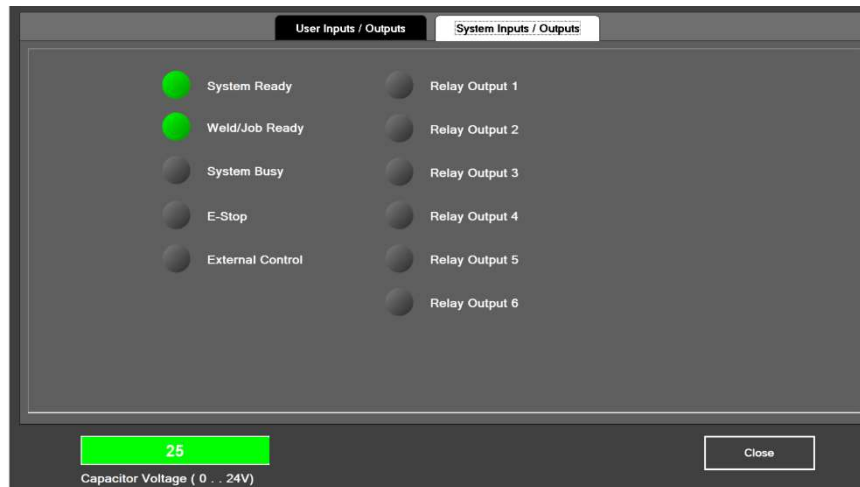 User Inputs / Outputs
System Inputs / Outputs
System Ready
Weld/Job Ready
System Busy
E-Stop
External Control
Relay Output 1
Relay Output 2
Relay Output 3
Relay Output 4
Relay Output 5
Relay Output 6
25
Capacitor Voltage ( 0 . . 24V)
Close